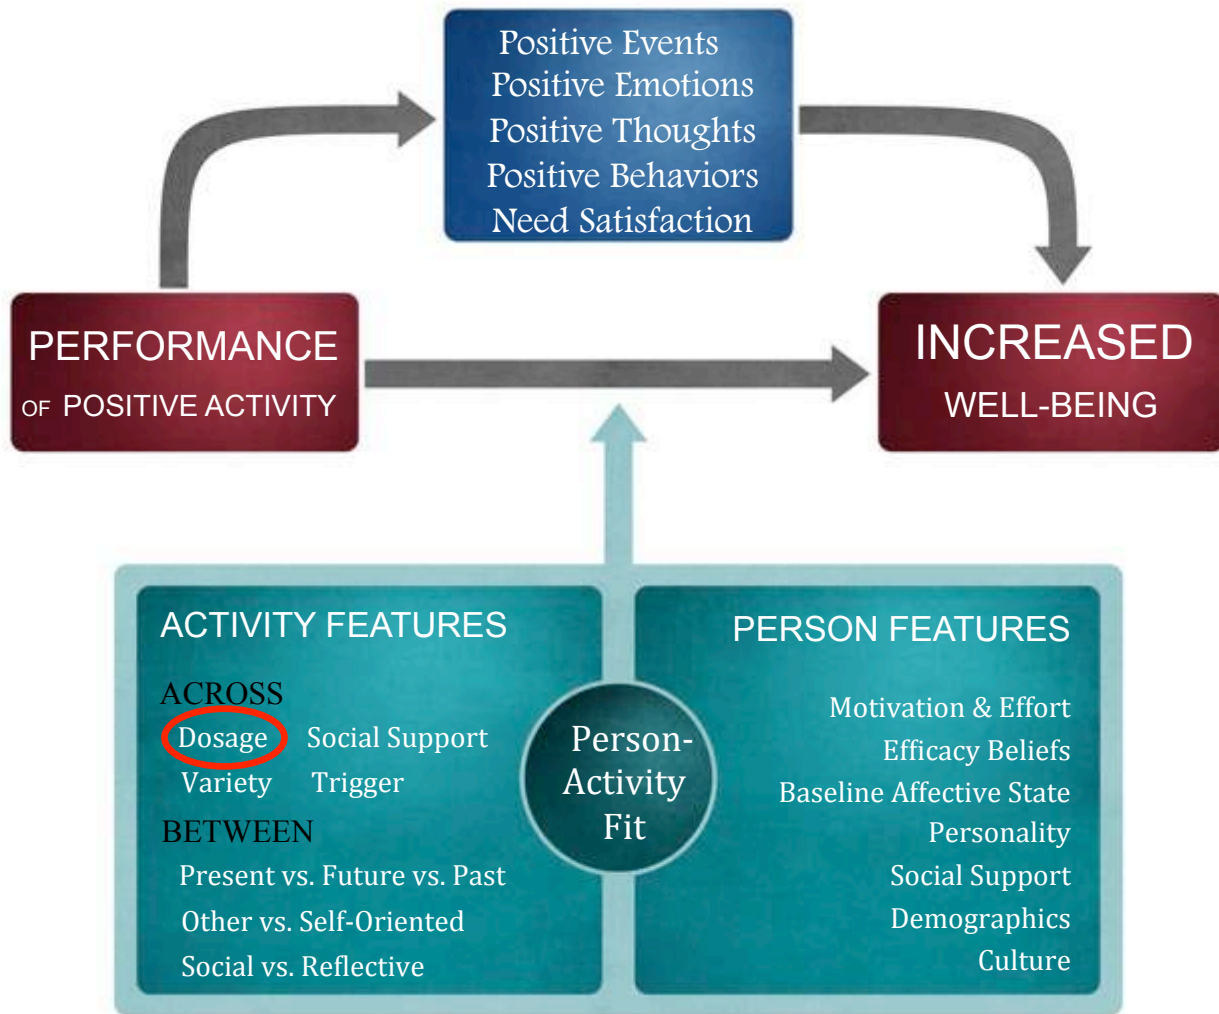 Positive Events
Positive Emotions
Positive Thoughts
Positive Behaviors
Need Satisfaction
PERFORMANCE
OF POSITIVE ACTIVITY
INCREASED
WELL-BEING
ACTIVITY FEATURES
ACROSS
Dosage Social Support
Variety Trigger
BETWEEN
Present vs. Future vs. Past
Other vs. Self-Oriented
Social vs. Reflective
Person-
Activity
Fit
PERSON FEATURES
Motivation & Effort
Efficacy Beliefs
Baseline Affective State
Personality
Social Support
Demographics
Culture